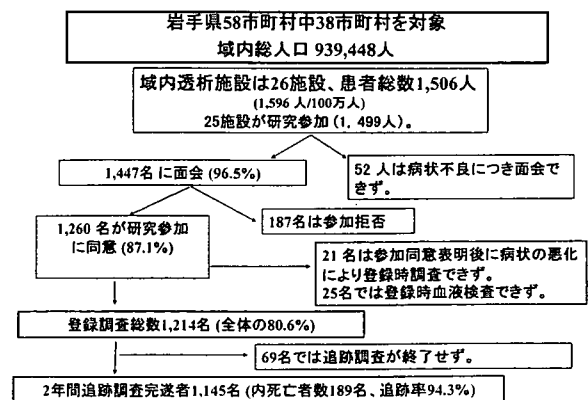 岩手県58市町村中38市町村を対象
域内総人口 939,448人
域内透析施設は26施設、患者総数1,506人
(1,596 人/100万人)
25施設が研究参加（1, 499人）。
1,447名 に面会 (96.5%)
52 人は病状不良につき面会で
きず。
1,260 名が研究参加
に同意 (87.1%)
187名は参加拒否
21 名は参加同意表明後に病状の悪化
により登録時調査できず。
25名では登録時血液検査できず。
登録調査総数1,214名 (全体の80.6%)
69名では追跡調査が終了せず。
2年間追跡調査完遂者1,145名 (内死亡者数189名、追跡率94.3%)